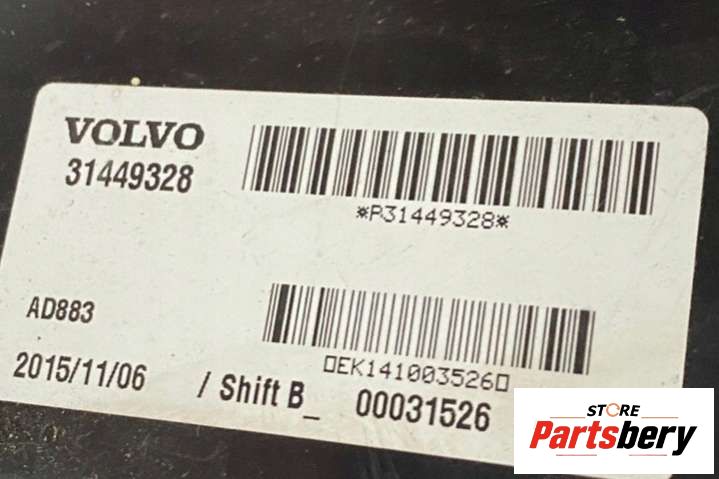 VOLVO
31449328
*P31449328*
AD883
▯EK141003526▯
2015/11/06 / Shift B_ 00031526
STORE
Partsbery